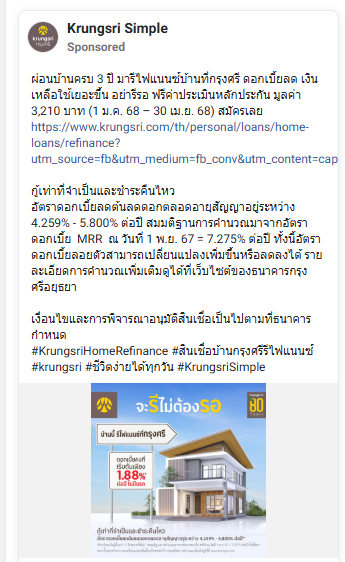 Krungsri Simple
Sponsored
krungsri
กรุงศรี
ผ่อนบ้านครบ 3 ปี มารีไฟแนนซ์บ้านที่กรุงศรี ดอกเบี้ยลด เงิน
เหลือใช้เยอะขึ้น อย่ารีรอ ฟรีค่าประเมินหลักประกัน มูลค่า
3,210 บาท (1 ม.ค. 68 – 30 เม.ย. 68) สมัครเลย
https://www.krungsri.com/th/personal/loans/home-
loans/refinance?
utm_source=fb&utm_medium=fb_conv&utm_content=cap
กู้เท่าที่จำเป็นและชำระคืนไหว
อัตราดอกเบี้ยลดต้นลดดอกตลอดอายุสัญญาอยู่ระหว่าง
4.259% - 5.800% ต่อปี สมมติฐานการคำนวณมาจากอัตรา
ดอกเบี้ย MRR ณ วันที่ 1 พ.ย. 67 = 7.275% ต่อปี ทั้งนี้อัตรา
ดอกเบี้ยลอยตัวสามารถเปลี่ยนแปลงเพิ่มขึ้นหรือลดลงได้ ราย
ละเอียดการคำนวณเพิ่มเติมดูได้ที่เว็บไซต์ของธนาคารกรุง
ศรีอยุธยา
เงื่อนไขและการพิจารณาอนุมัติสินเชื่อเป็นไปตามที่ธนาคาร
กำหนด
#KrungsriHomeRefinance #สินเชื่อบ้านกรุงศรีรีไฟแนนซ์
#krungsri #ชีวิตง่ายได้ทุกวัน #KrungsriSimple
จะรีไม่ต้องรอ
krungsri
80
บ้านนี้ รีไฟแนนซ์ที่กรุงศรี
ดอกเบี้ยคงที่
เริ่มต้นเพียง
1.88%
ต่อปี ในปีแรก
กู้เท่าที่จำเป็นและชำระคืนไหว
อัตราดอกเบี้ยลดต้นลดดอกตลอดอายุสัญญาอยู่ระหว่าง 4.259% - 5.800% ต่อปี